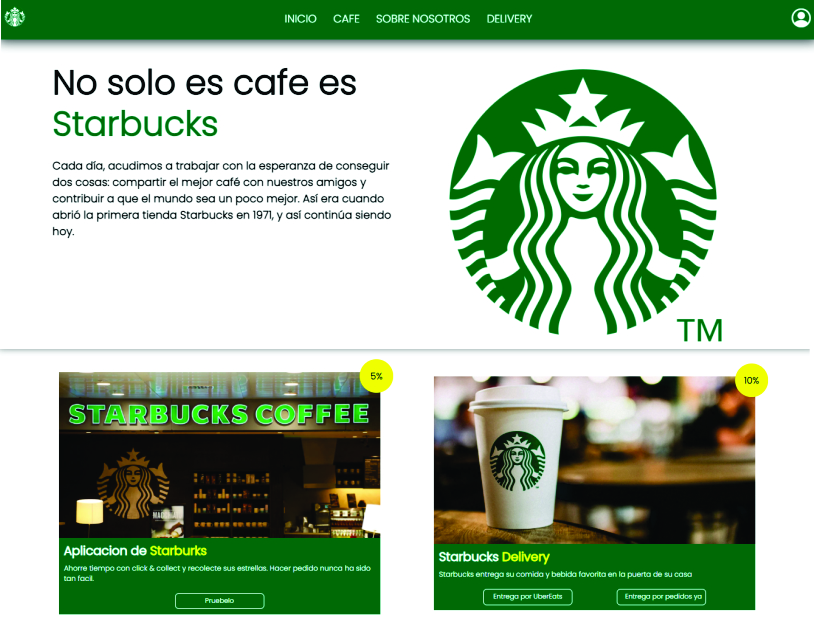 INICIO CAFE SOBRE NOSOTROS DELIVERY
No solo es cafe es
Starbucks
Cada día, acudimos a trabajar con la esperanza de conseguir
dos cosas: compartir el mejor café con nuestros amigos y
contribuir a que el mundo sea un poco mejor. Así era cuando
abrió la primera tienda Starbucks en 1971, y así continúa siendo
hoy.
TM
5%
STARBUCKS COFFEE
Aplicacion de Starburks
Ahorre tiempo con click & collect y recolecte sus estrellas. Hacer pedido nunca ha sido
tan facil.
Pruebelo
10%
Starbucks Delivery
Starbucks entrega su comida y bebida favorita en la puerta de su casa
Entrega por UberEats
Entrega por pedidos ya